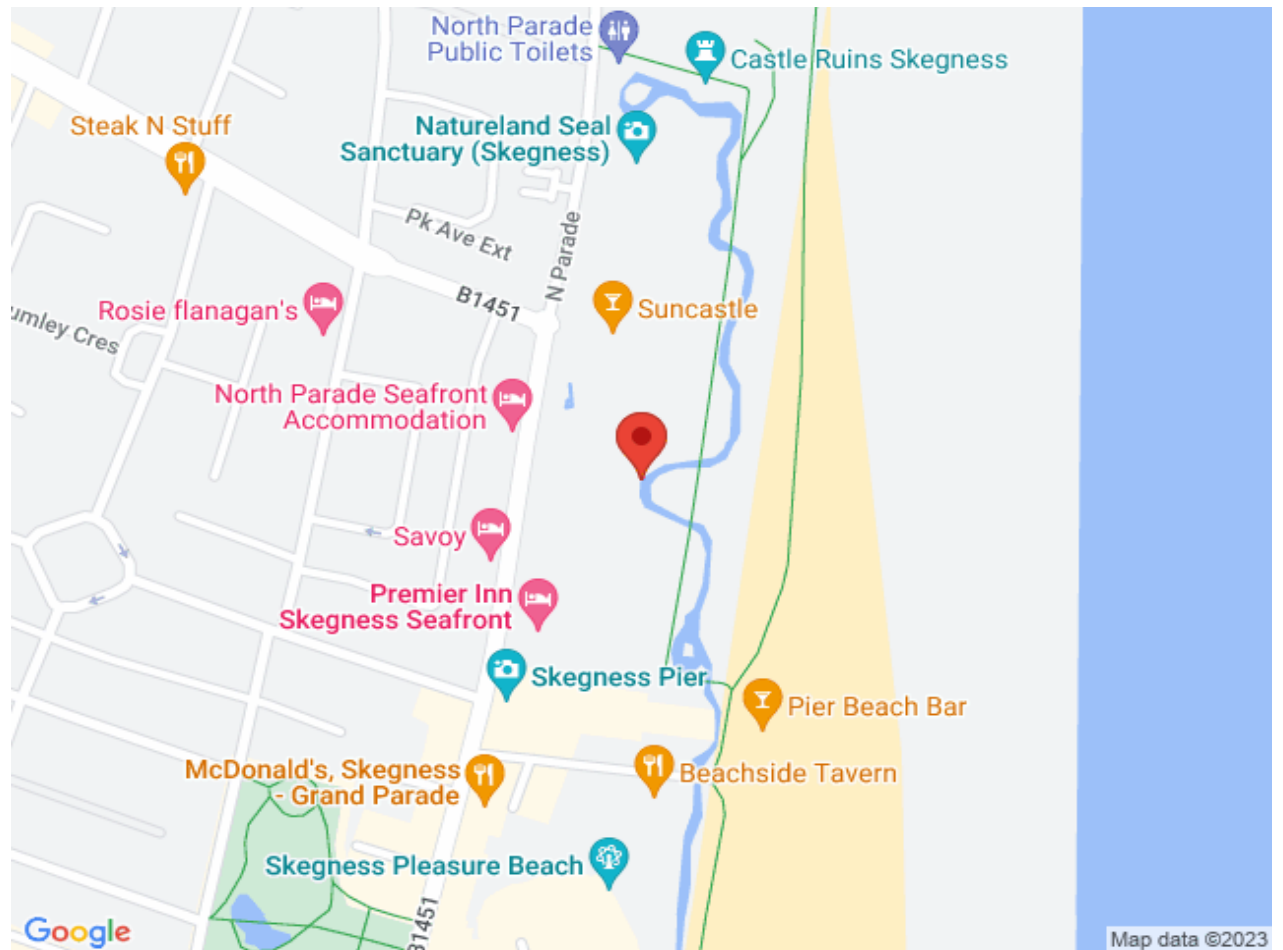 North Parade
Public Toilets
Castle Ruins Skegness
Steak N Stuff
Natureland Seal
Sanctuary (Skegness)
Pk Ave Ext
N Parade
B1451
Suncastle
Rosie flanagan's
umley Cres
North Parade Seafront
Accommodation
Savoy
Premier Inn
Skegness Seafront
Skegness Pier
Pier Beach Bar
McDonald's, Skegness
- Grand Parade
Beachside Tavern
Skegness Pleasure Beach
B1451
Google
Map data ©2023